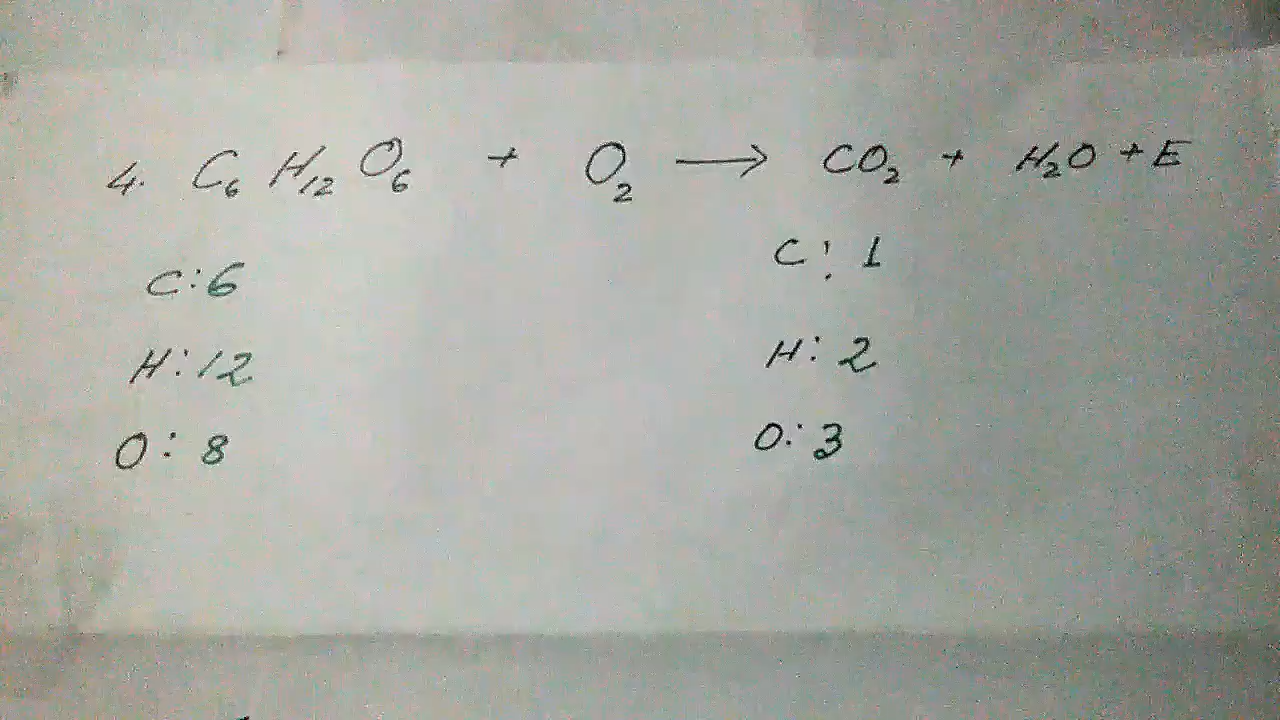 4. C₆ H₁₂ O₆ + O₂ → CO₂ + H₂O + E
C: 6 C: 1
H: 12 H: 2
O: 8 O: 3